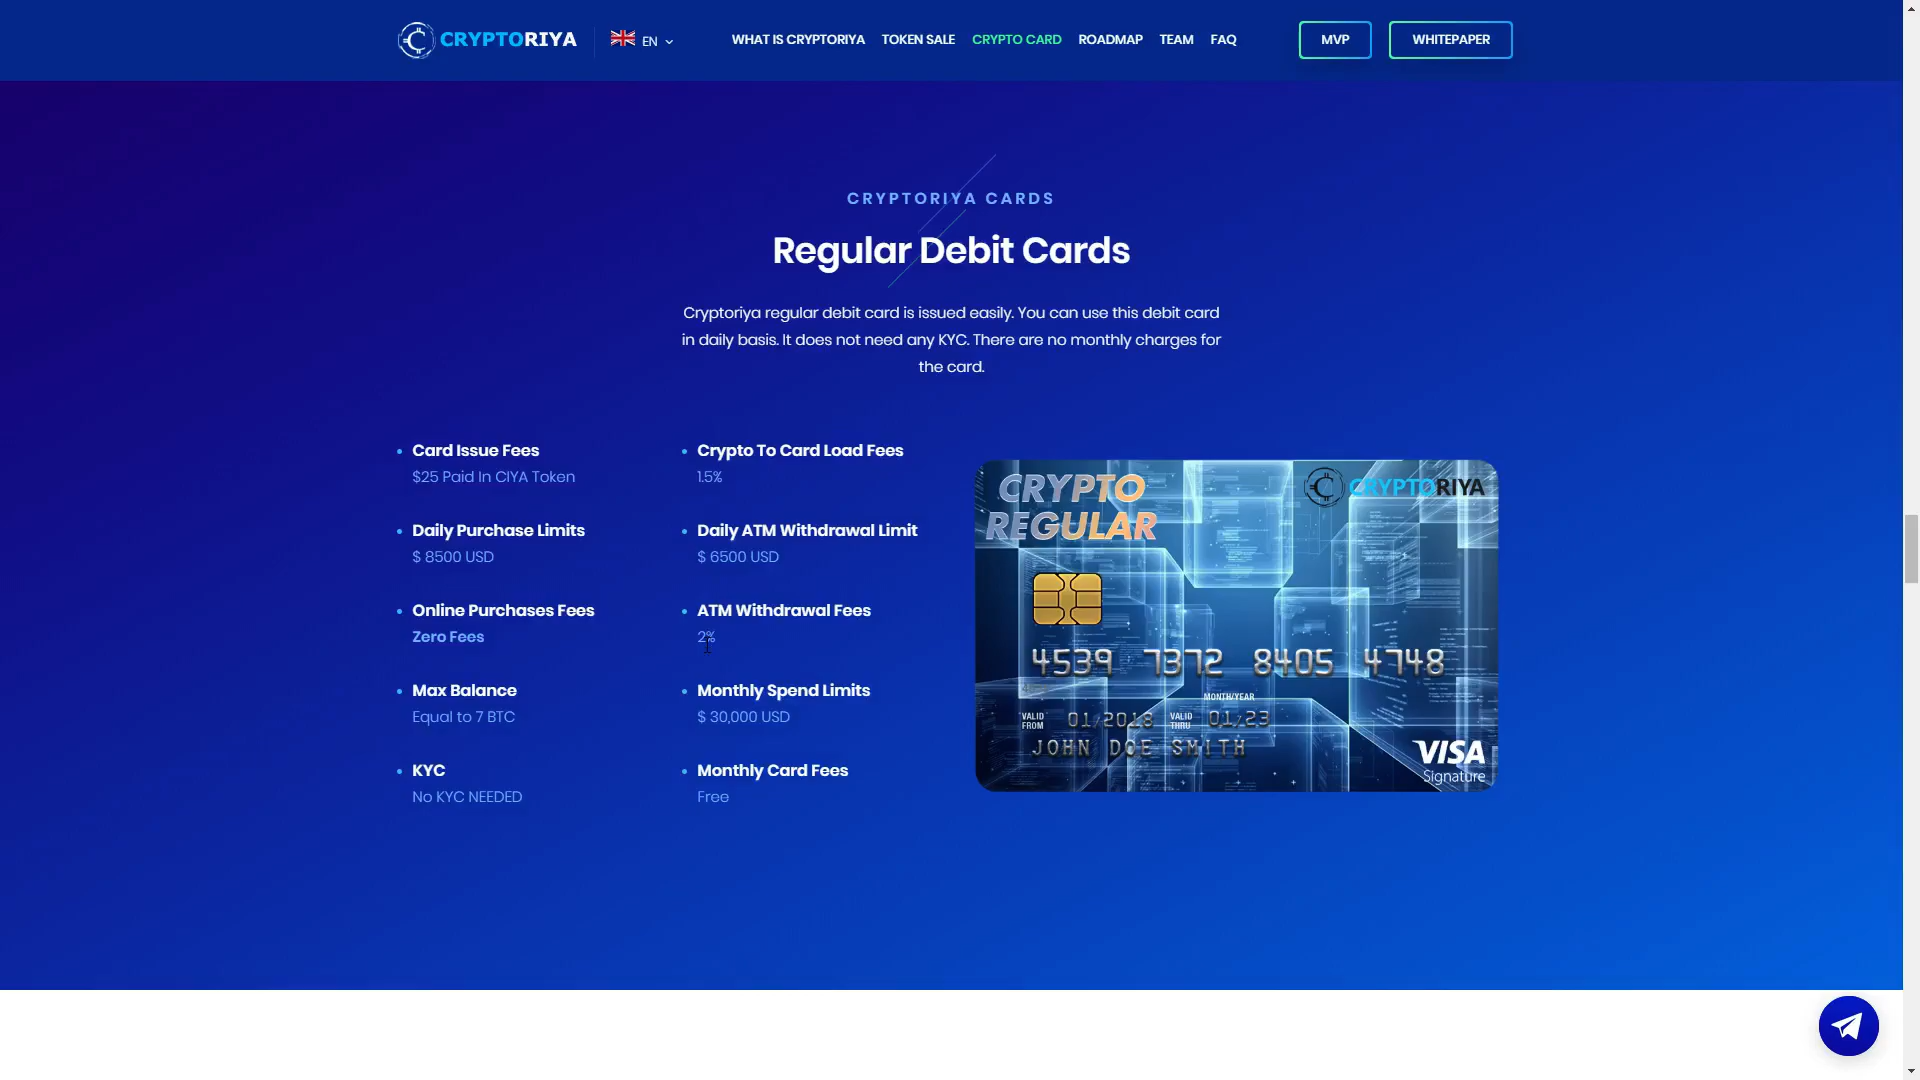 CRYPTORIYA
EN
WHAT IS CRYPTORIYA
TOKEN SALE
CRYPTO CARD
ROADMAP
TEAM
FAQ
MVP
WHITEPAPER
CRYPTORIYA CARDS
Regular Debit Cards
Cryptoriya regular debit card is issued easily. You can use this debit card
in daily basis. It does not need any KYC. There are no monthly charges for
the card.
Card Issue Fees
$25 Paid In CIYA Token
Crypto To Card Load Fees
1.5%
Daily Purchase Limits
$ 8500 USD
Daily ATM Withdrawal Limit
$ 6500 USD
Online Purchases Fees
Zero Fees
ATM Withdrawal Fees
2%
Max Balance
Equal to 7 BTC
Monthly Spend Limits
$ 30,000 USD
KYC
No KYC NEEDED
Monthly Card Fees
Free
CRYPTO
REGULAR
CRYPTORIYA
4539 7372 8405 4748
MONTH/YEAR
VALID FROM 01/2018 VALID THRU 01/23
JOHN DOE SMITH
VISA
Signature